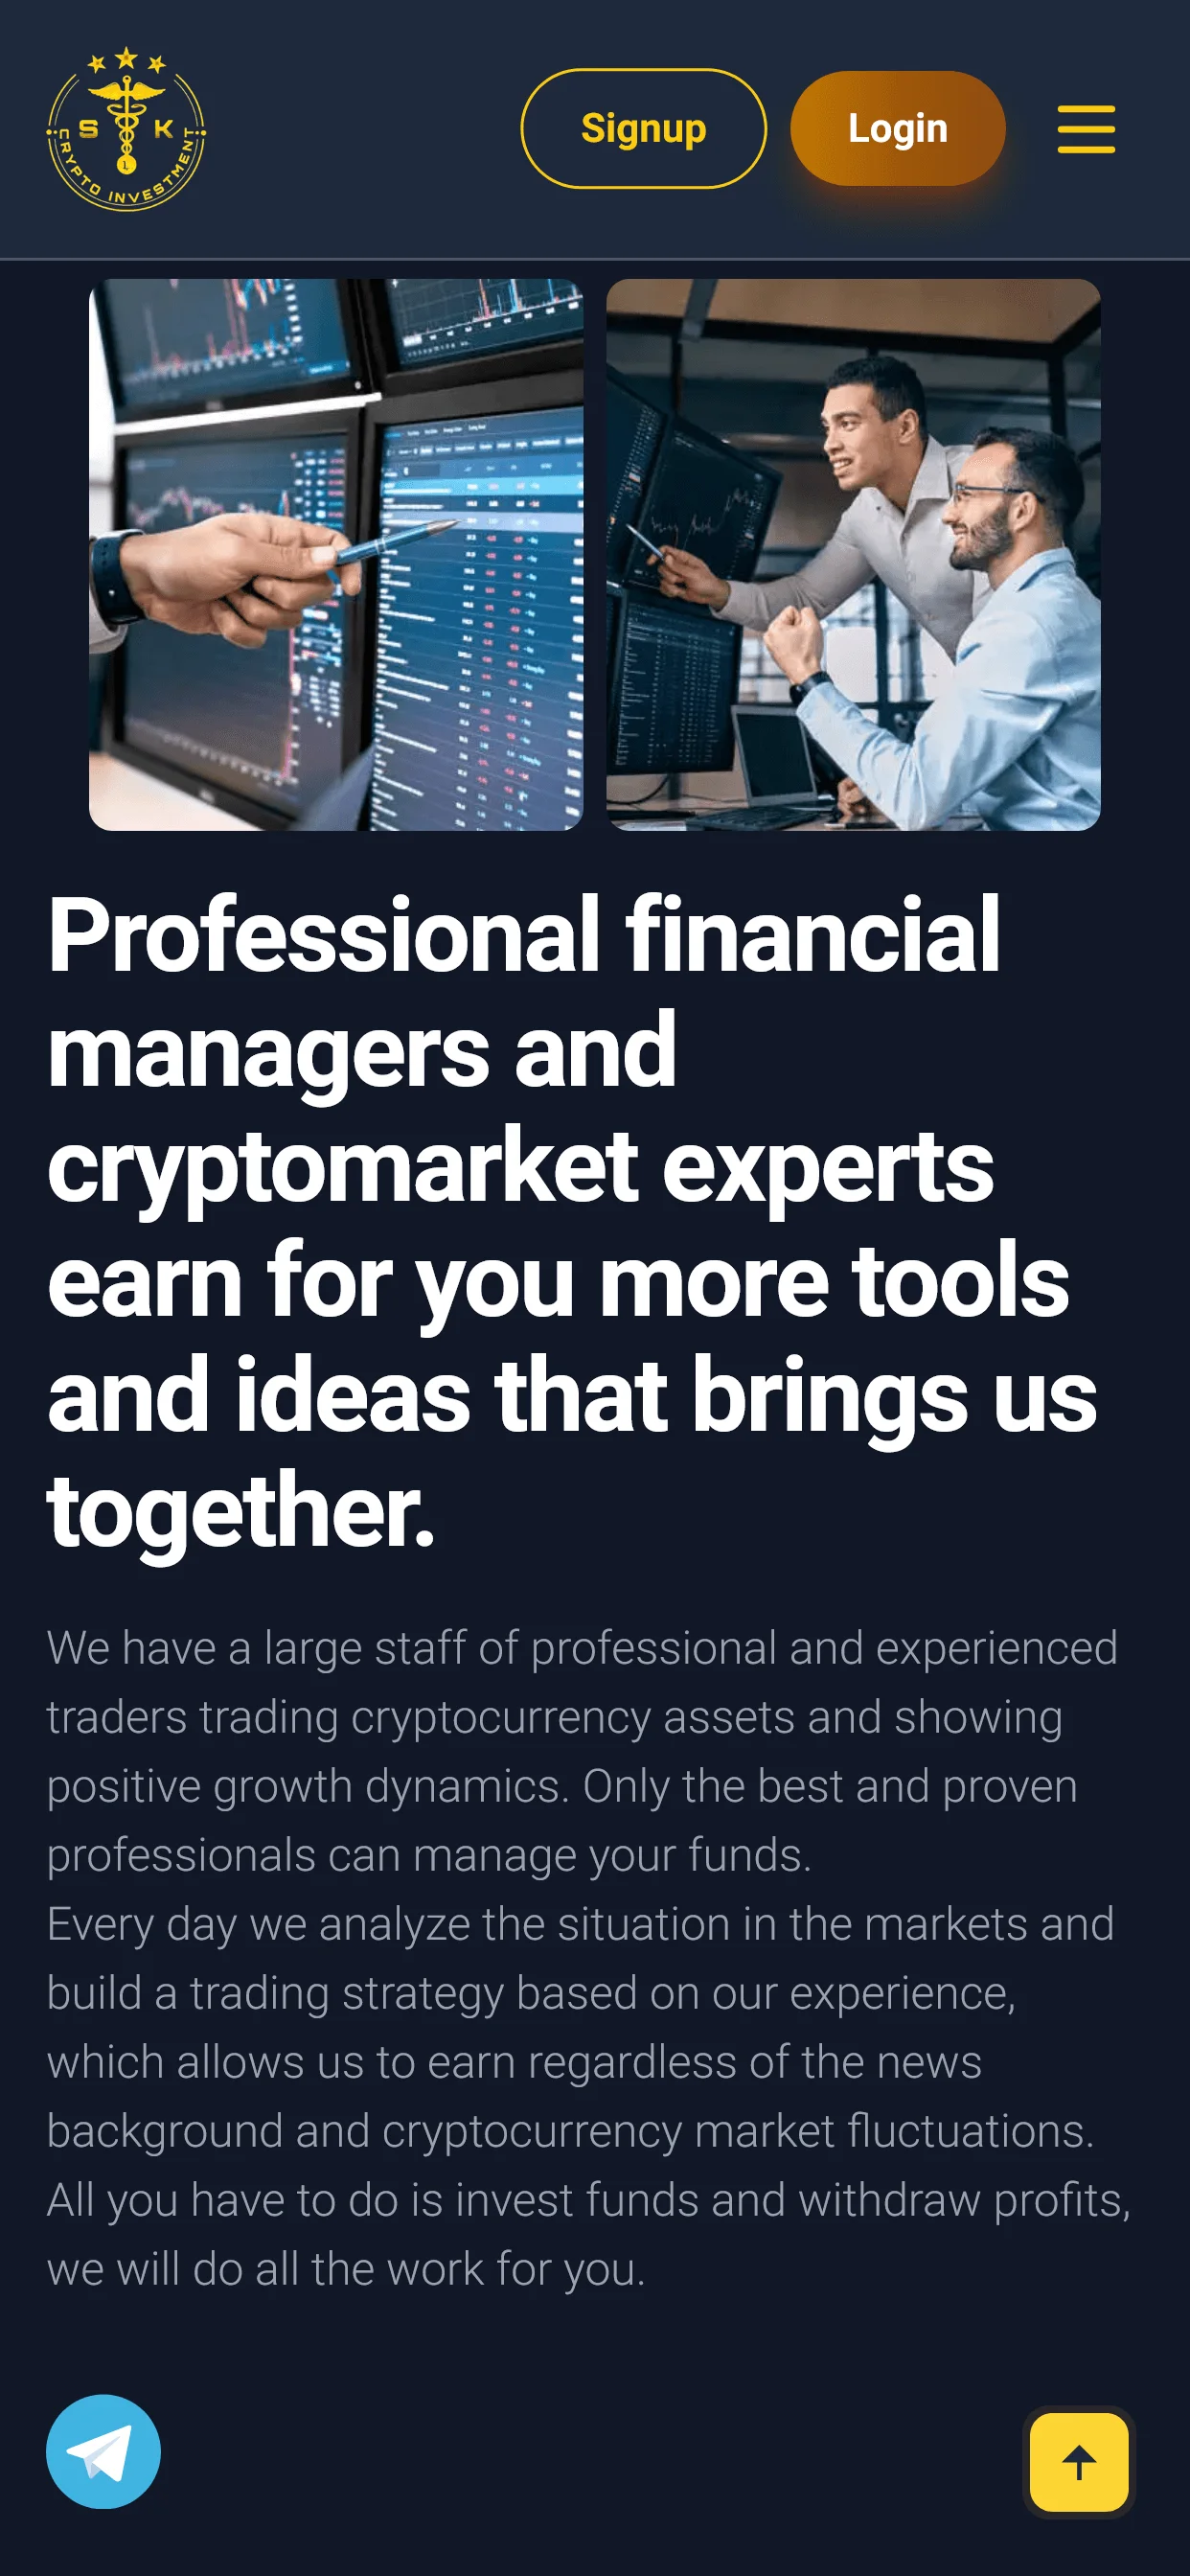 S K
CRYPTO INVESTMENT
Signup
Login
Professional financial
managers and
cryptomarket experts
earn for you more tools
and ideas that brings us
together.
We have a large staff of professional and experienced
traders trading cryptocurrency assets and showing
positive growth dynamics. Only the best and proven
professionals can manage your funds.
Every day we analyze the situation in the markets and
build a trading strategy based on our experience,
which allows us to earn regardless of the news
background and cryptocurrency market fluctuations.
All you have to do is invest funds and withdraw profits,
we will do all the work for you.